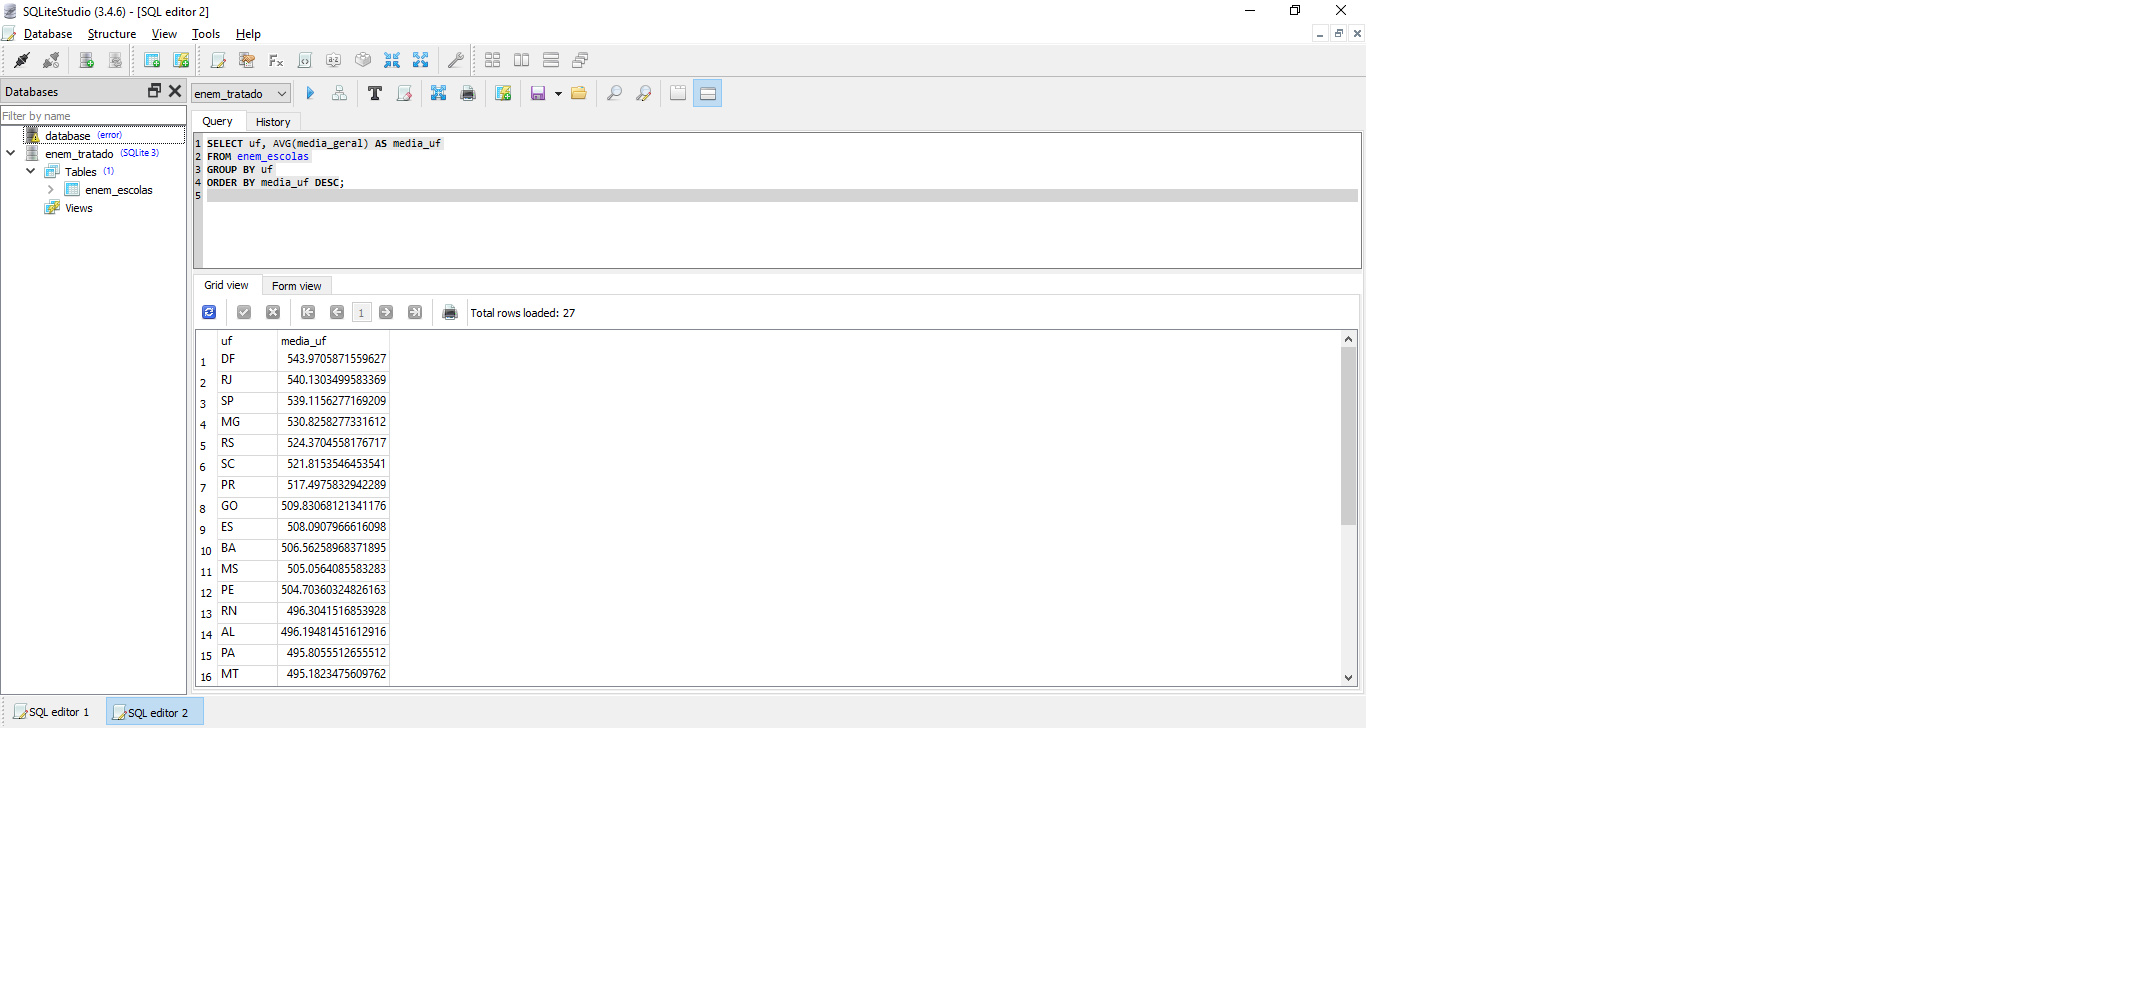 SQLiteStudio (3.4.6) - [SQL editor 2]
Database Structure View Tools Help
Databases
enem_tratado
Filter by name
database (error)
enem_tratado (SQLite 3)
Tables (1)
enem_escolas
Views
Query History
1 SELECT uf, AVG(media_geral) AS media_uf
2 FROM enem_escolas
3 GROUP BY uf
4 ORDER BY media_uf DESC;
5
Grid view Form view
1 Total rows loaded: 27
uf media_uf
1 DF 543.9705871559627
2 RJ 540.1303499583369
3 SP 539.1156277169209
4 MG 530.8258277331612
5 RS 524.3704558176717
6 SC 521.8153546453541
7 PR 517.4975832942289
8 GO 509.83068121341176
9 ES 508.0907966616098
10 BA 506.56258968371895
11 MS 505.0564085583283
12 PE 504.70360324826163
13 RN 496.3041516853928
14 AL 496.19481451612916
15 PA 495.8055512655512
16 MT 495.1823475609762
SQL editor 1 SQL editor 2